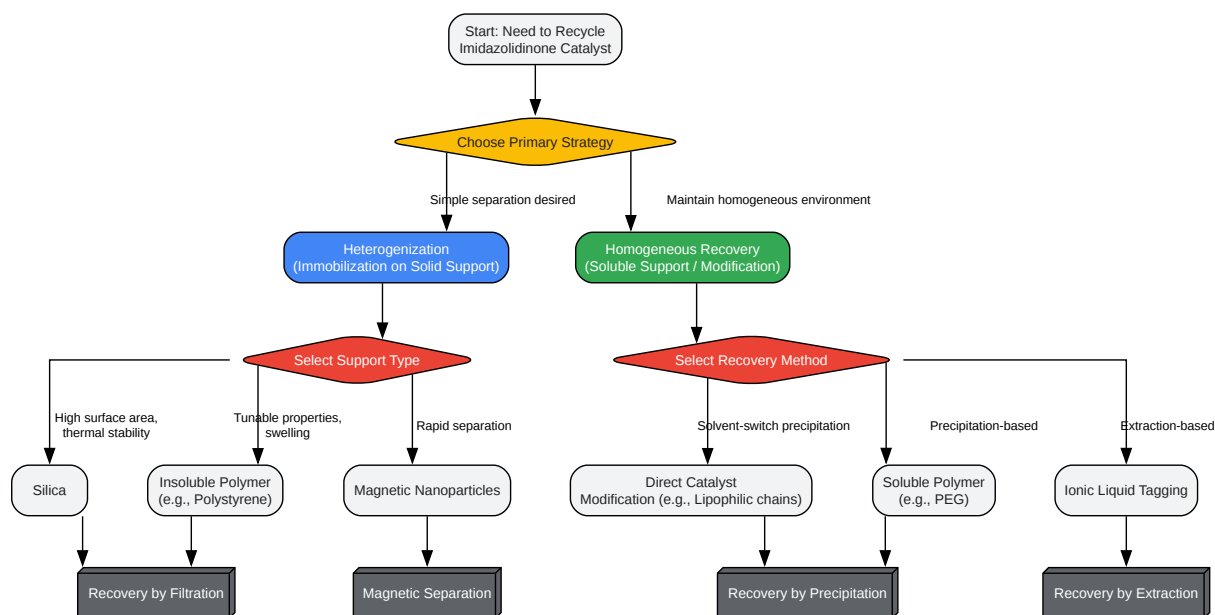 Start: Need to Recycle
Imidazolidinone Catalyst
Choose Primary Strategy
Simple separation desired
Maintain homogeneous environment
Heterogenization
(Immobilization on Solid Support)
Homogeneous Recovery
(Soluble Support / Modification)
Select Support Type
Select Recovery Method
High surface area,
thermal stability
Tunable properties,
swelling
Rapid separation
Solvent-switch precipitation
Precipitation-based
Extraction-based
Silica
Insoluble Polymer
(e.g., Polystyrene)
Magnetic Nanoparticles
Direct Catalyst
Modification (e.g., Lipophilic chains)
Soluble Polymer
(e.g., PEG)
Ionic Liquid Tagging
Recovery by Filtration
Magnetic Separation
Recovery by Precipitation
Recovery by Extraction